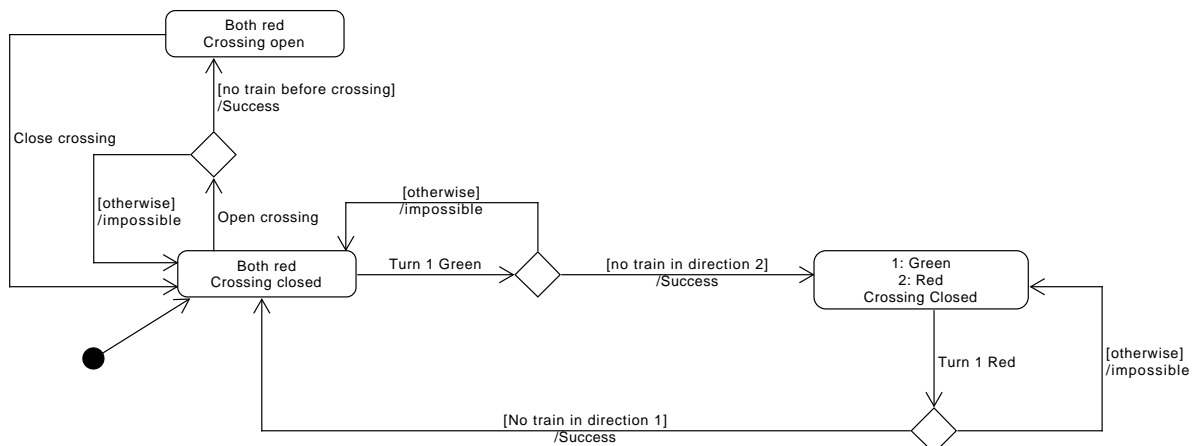 Both red
Crossing open
[no train before crossing]
/Success
Close crossing
[otherwise]
/impossible
Open crossing
[otherwise]
/impossible
Both red
Crossing closed
Turn 1 Green
[no train in direction 2]
/Success
1: Green
2: Red
Crossing Closed
Turn 1 Red
[otherwise]
/impossible
[No train in direction 1]
/Success